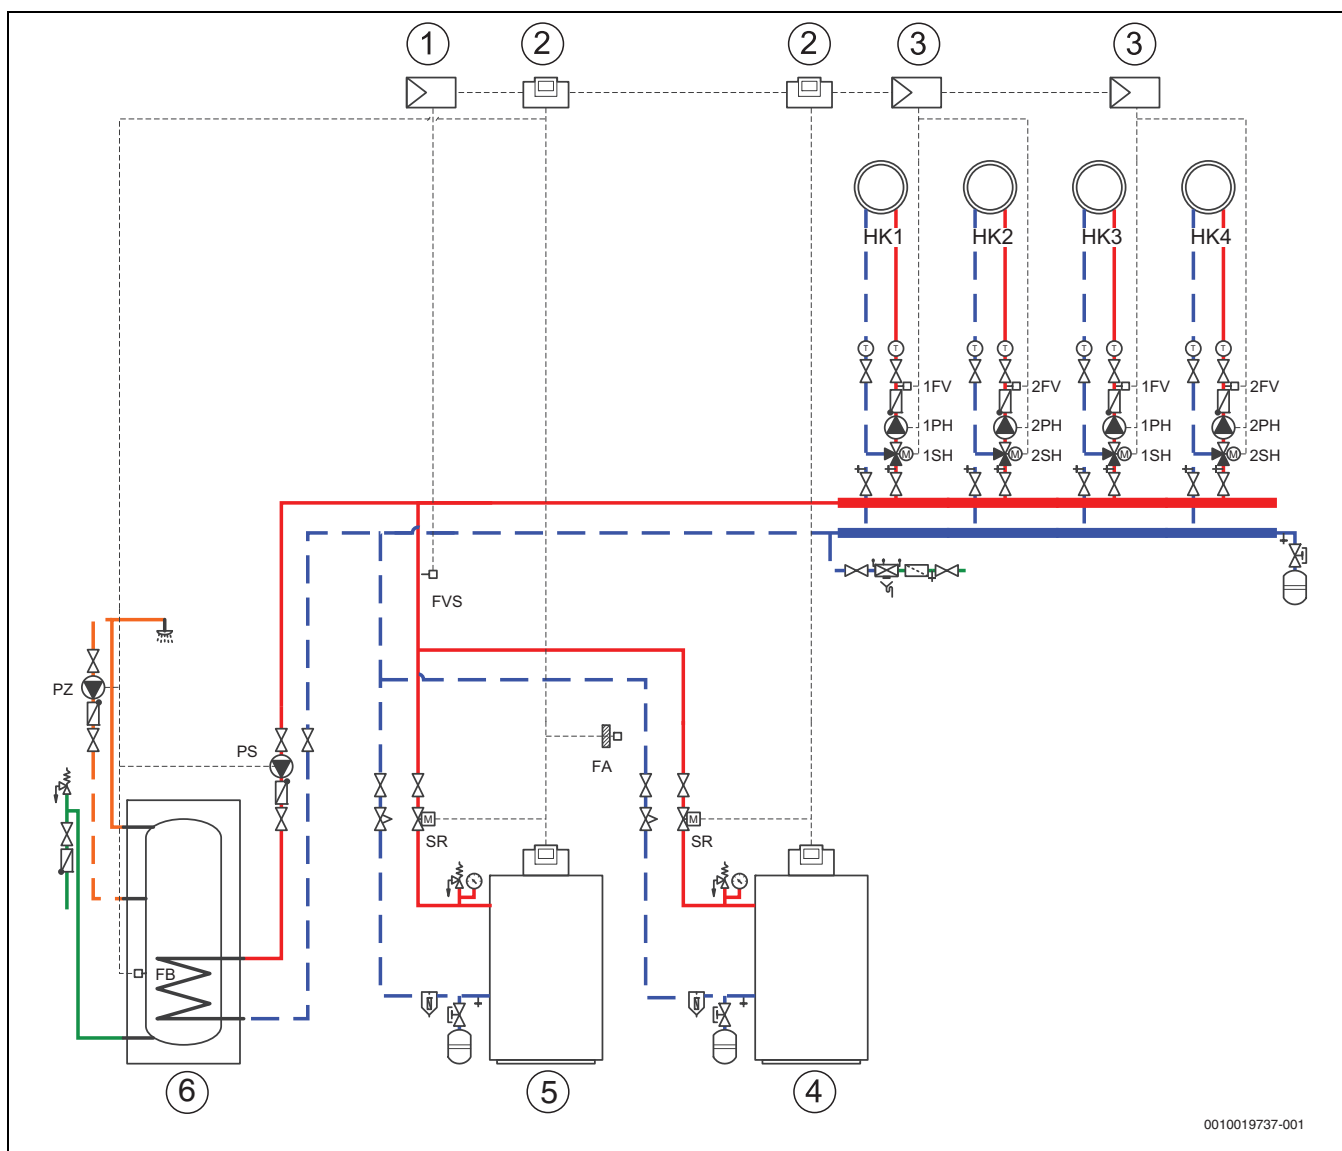 1 2 2 3 3
HK1 HK2 HK3 HK4
T T T T T T T T
1FV 2FV 1FV 2FV
1PH 2PH 1PH 2PH
M 1SH M 2SH M 1SH M 2SH
FVS
PZ
PS
FA
M M
SR SR
FB
6 5 4
0010019737-001